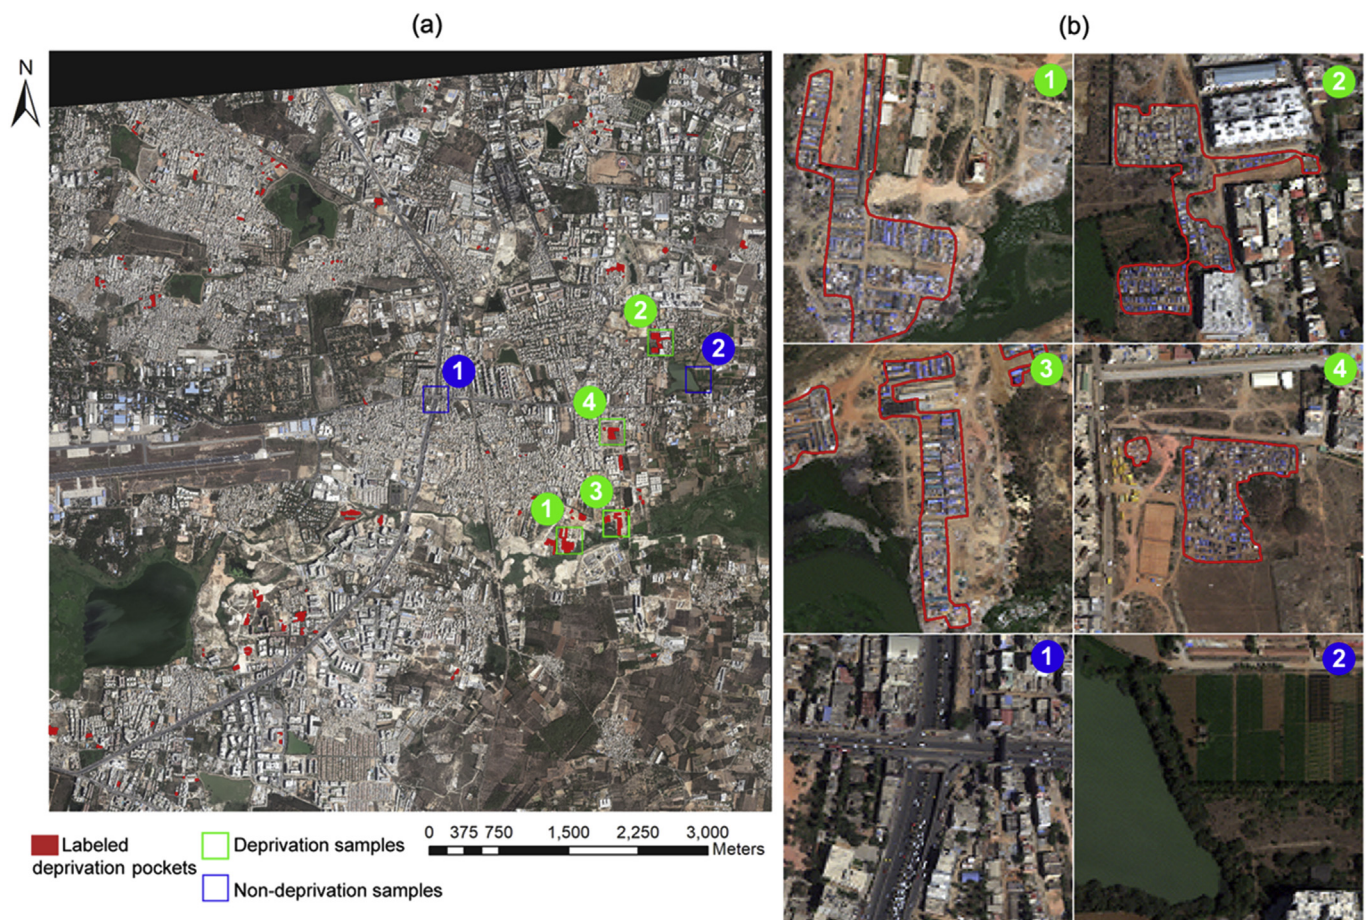 (a)
(b)
N
1
2
2
2
1
4
3
4
3
1
1
2
Labeled
deprivation pockets
Deprivation samples
Non-deprivation samples
0 375 750 1,500 2,250 3,000
Meters